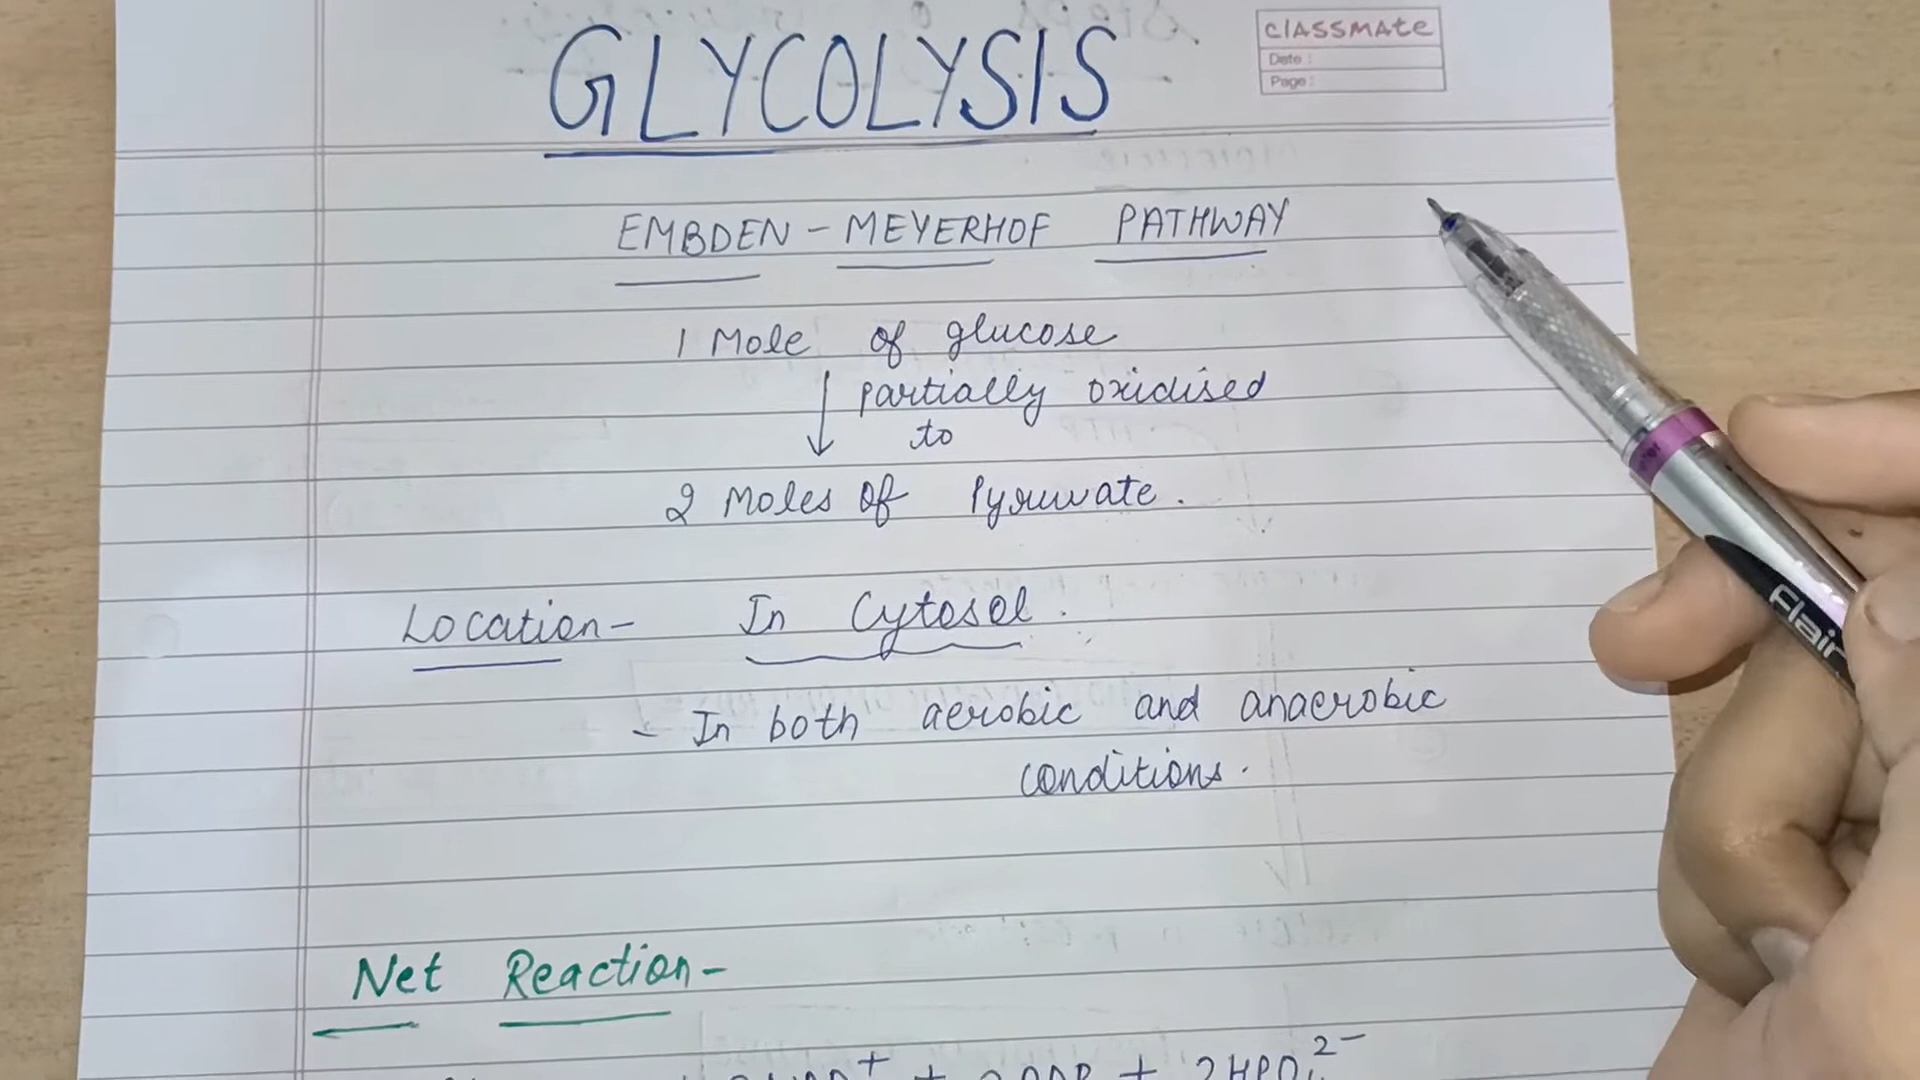 GLYCOLYSIS
classmate
Date :
Page :
EMBDEN - MEYERHOF PATHWAY
1 Mole of glucose
↓ partially oxidised
to
2 Moles of Pyruvate.
Location- In Cytosol.
- In both aerobic and anaerobic
conditions.
Net Reaction-
+ 2HPO₄²⁻
Flair